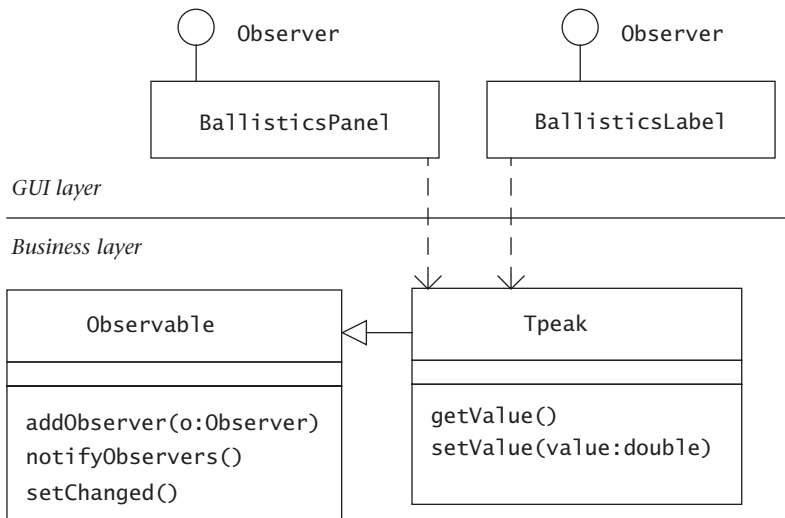 Observer
Observer
BallisticsPanel
BallisticsLabel
GUI layer
Business layer
Observable
Tpeak
addObserver(o:Observer)
notifyObservers()
setChanged()
getValue()
setValue(value:double)